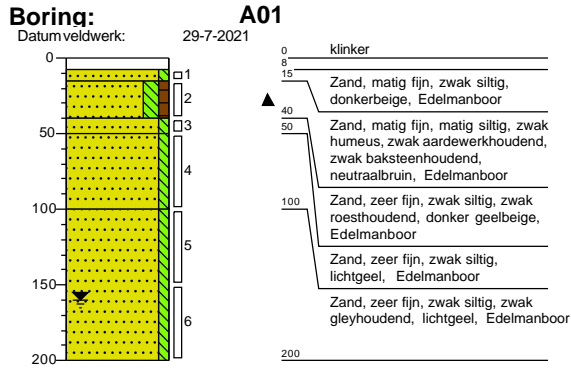 Boring: A01
Datum veldwerk: 29-7-2021
0
50
100
150
200
1
2
3
4
5
6
0
klinker
8
15
Zand, matig fijn, zwak siltig,
donkerbeige, Edelmanboor
40
Zand, matig fijn, matig siltig, zwak
humeus, zwak aardewerkhoudend,
zwak baksteenhoudend,
neutraalbruin, Edelmanboor
50
Zand, zeer fijn, zwak siltig, zwak
roesthoudend, donker geelbeige,
Edelmanboor
Zand, zeer fijn, zwak siltig,
lichtgeel, Edelmanboor
100
Zand, zeer fijn, zwak siltig, zwak
gleyhoudend, lichtgeel, Edelmanboor
200